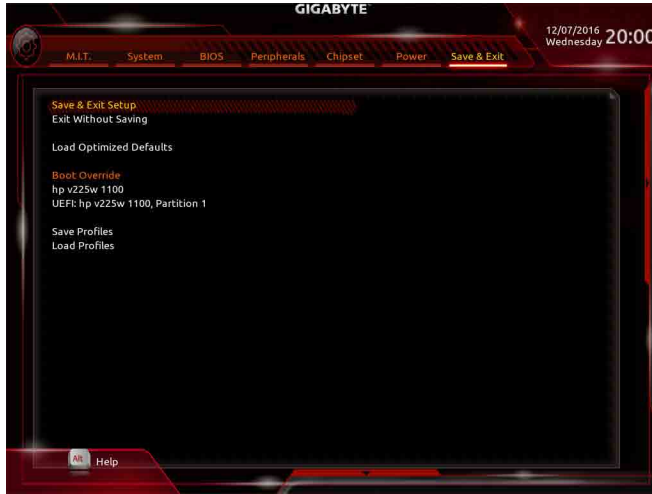 GIGABYTE
12/07/2016
Wednesday 20:00
M.I.T. System BIOS Peripherals Chipset Power Save & Exit
Save & Exit Setup
Exit Without Saving
Load Optimized Defaults
Boot Override
hp v225w 1100
UEFI: hp v225w 1100, Partition 1
Save Profiles
Load Profiles
Alt Help